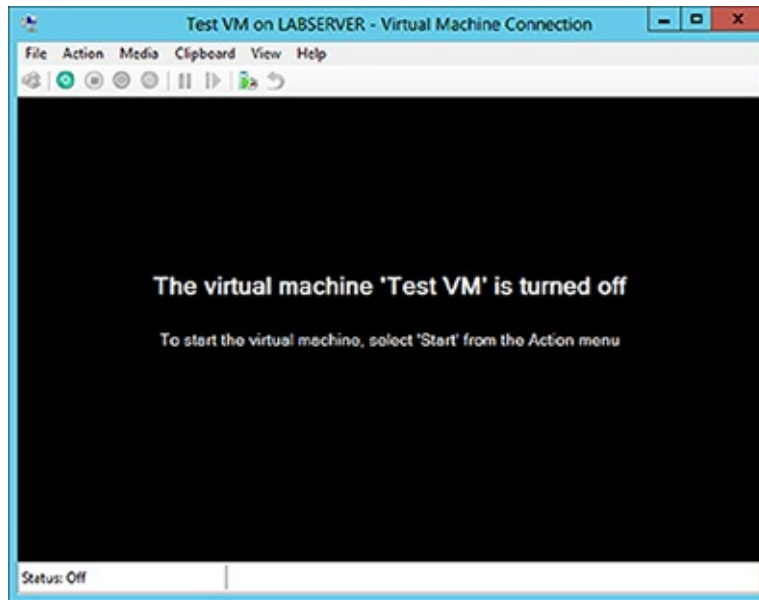 Test VM on LABSERVER - Virtual Machine Connection
File Action Media Clipboard View Help
The virtual machine 'Test VM' is turned off
To start the virtual machine, select 'Start' from the Action menu
Status: Off